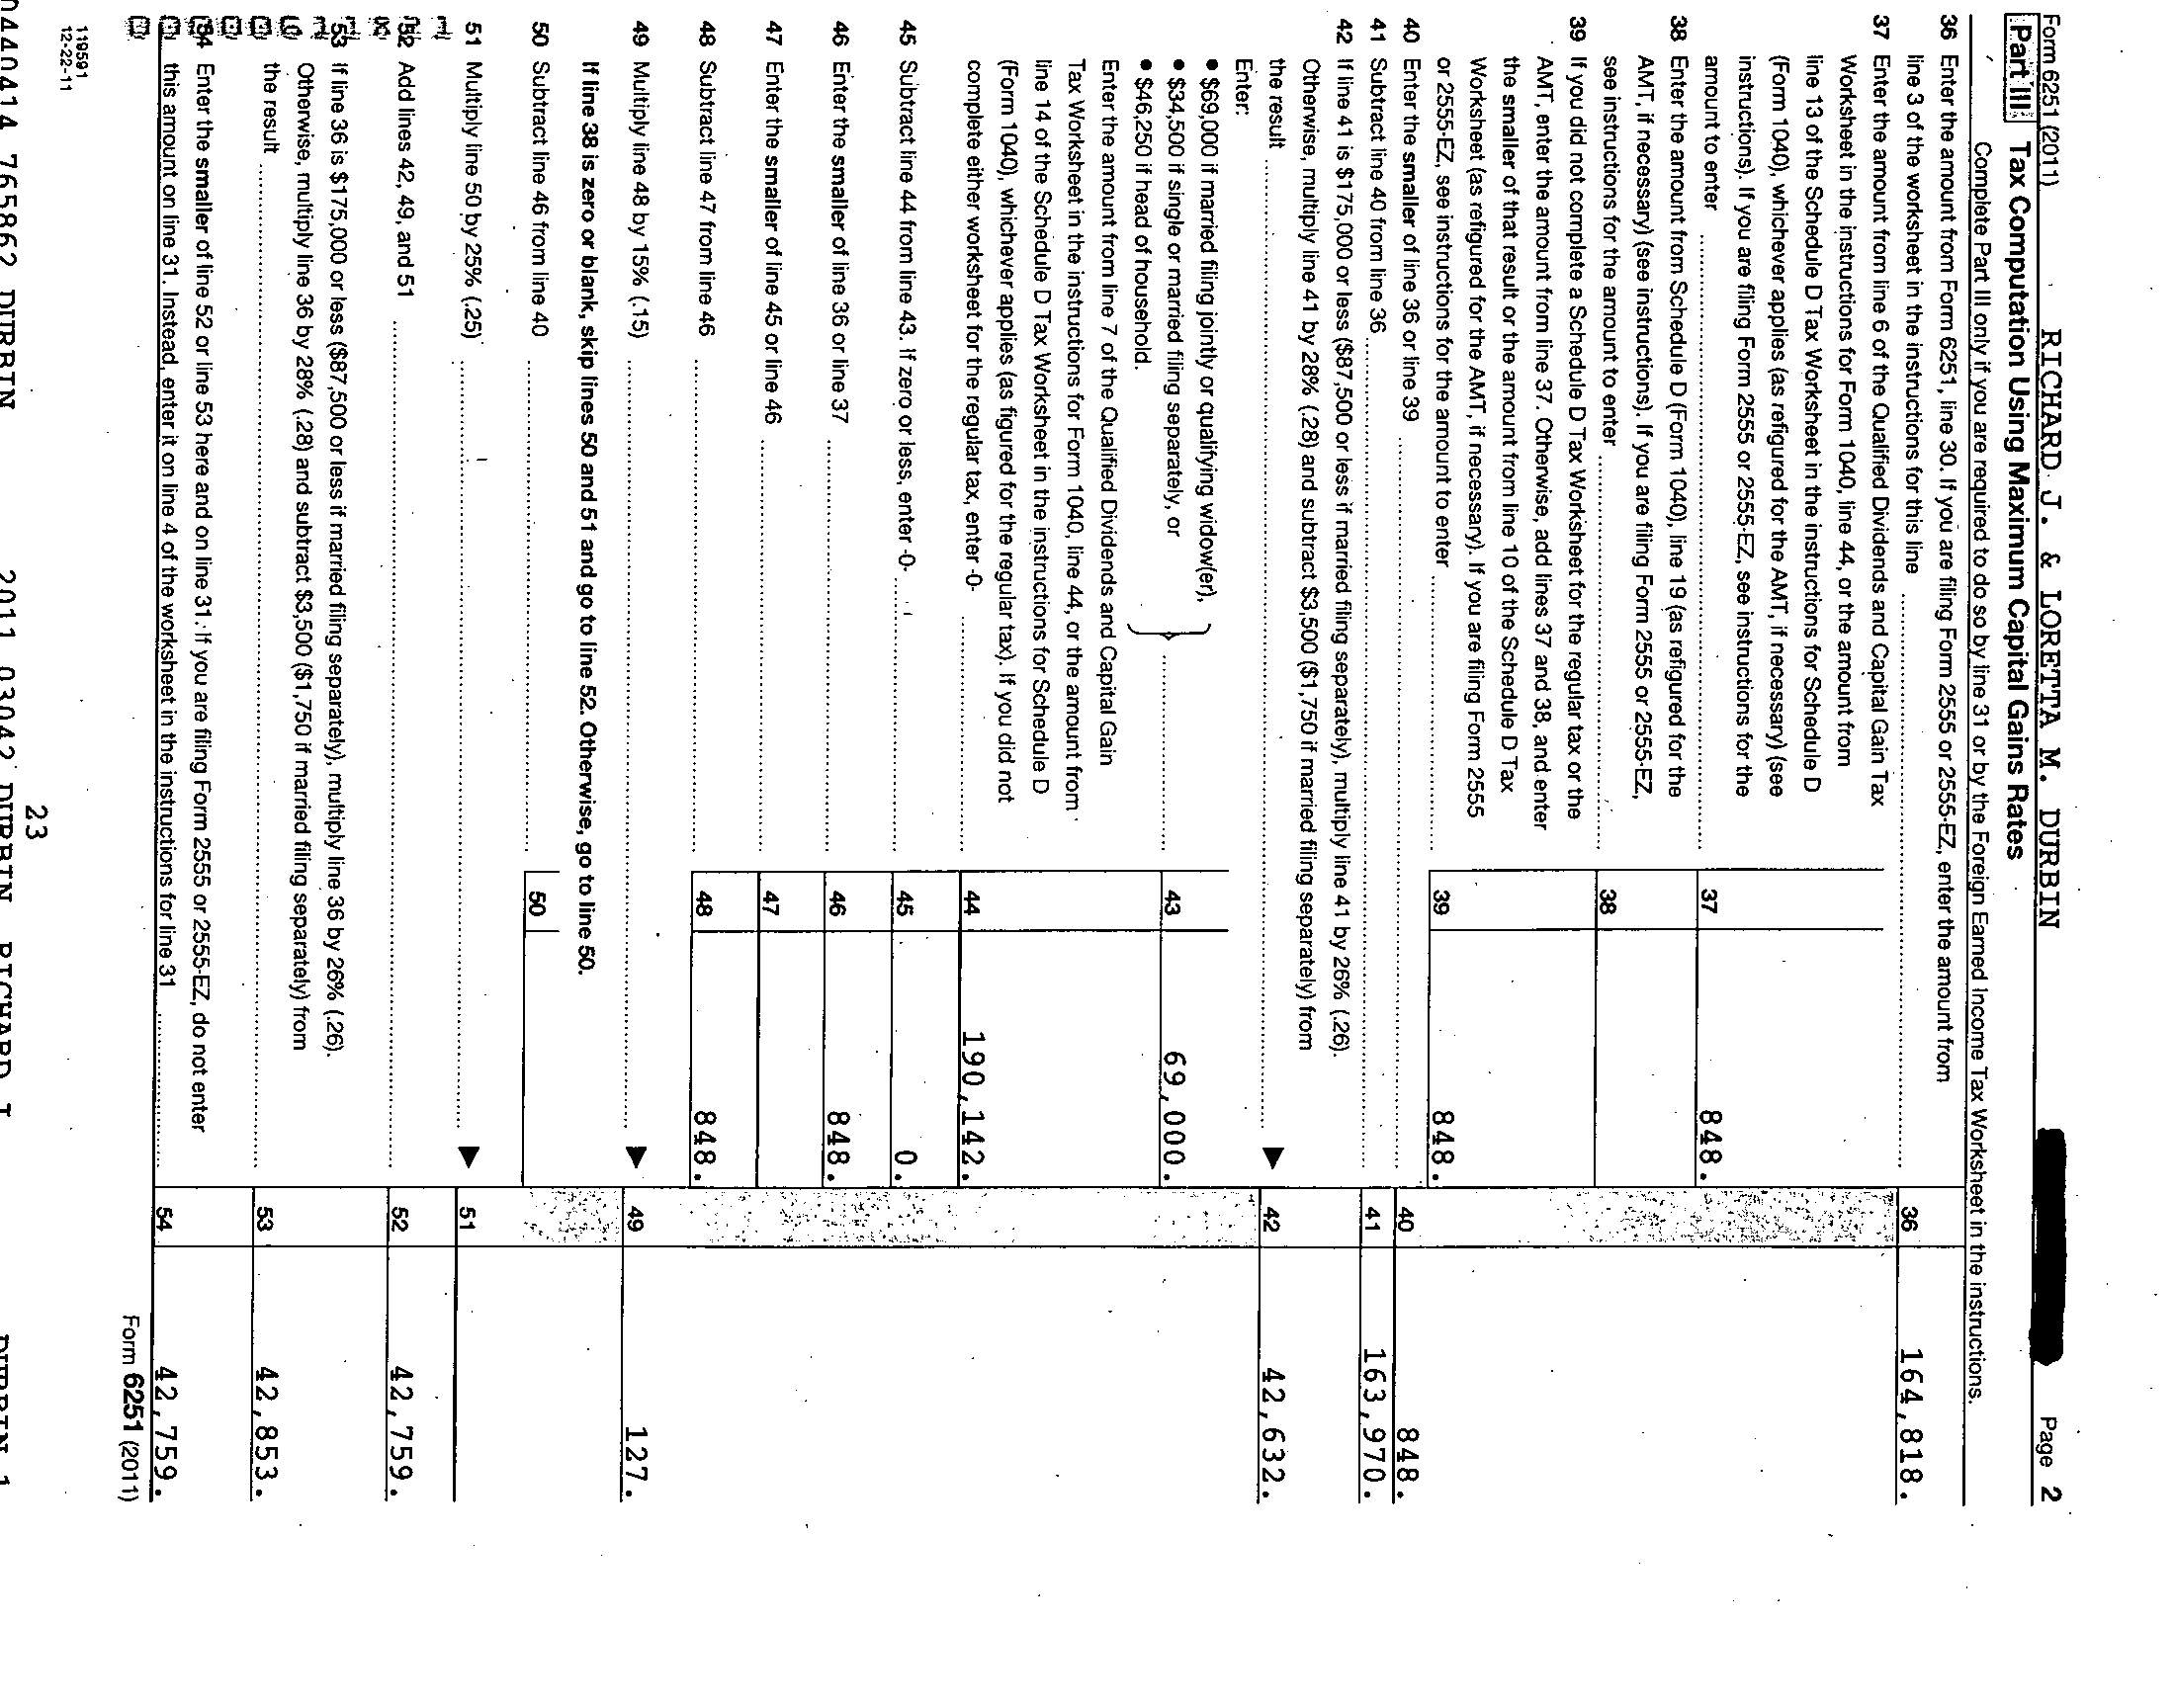 Form 6251 (2011) RICHARD J. & LORETTA M. DURBIN Page 2
Part III Tax Computation Using Maximum Capital Gains Rates
Complete Part III only if you are required to do so by line 31 or by the Foreign Earned Income Tax Worksheet in the instructions.
36 Enter the amount from Form 6251, line 30. If you are filing Form 2555 or 2555-EZ, enter the amount from
line 3 of the worksheet in the instructions for this line 36 164,818.
37 Enter the amount from line 6 of the Qualified Dividends and Capital Gain Tax
Worksheet in the instructions for Form 1040, line 44, or the amount from
line 13 of the Schedule D Tax Worksheet in the instructions for Schedule D
(Form 1040), whichever applies (as refigured for the AMT, if necessary) (see
instructions). If you are filing Form 2555 or 2555-EZ, see instructions for the
amount to enter 37 848.
38 Enter the amount from Schedule D (Form 1040), line 19 (as refigured for the
AMT, if necessary) (see instructions). If you are filing Form 2555 or 2555-EZ,
see instructions for the amount to enter 38
39 If you did not complete a Schedule D Tax Worksheet for the regular tax or the
AMT, enter the amount from line 37. Otherwise, add lines 37 and 38, and enter
the smaller of that result or the amount from line 10 of the Schedule D Tax
Worksheet (as refigured for the AMT, if necessary). If you are filing Form 2555
or 2555-EZ, see instructions for the amount to enter 39 848.
40 Enter the smaller of line 36 or line 39 40 848.
41 Subtract line 40 from line 36 41 163,970.
42 If line 41 is $175,000 or less ($87,500 or less if married filing separately), multiply line 41 by 26% (.26).
Otherwise, multiply line 41 by 28% (.28) and subtract $3,500 ($1,750 if married filing separately) from
the result 42 42,632.
Enter:
• $69,000 if married filing jointly or qualifying widow(er),
• $34,500 if single or married filing separately, or 43 69,000.
• $46,250 if head of household.
Enter the amount from line 7 of the Qualified Dividends and Capital Gain
Tax Worksheet in the instructions for Form 1040, line 44, or the amount from
line 14 of the Schedule D Tax Worksheet in the instructions for Schedule D
(Form 1040), whichever applies (as figured for the regular tax). If you did not
complete either worksheet for the regular tax, enter -0- 44 190,142.
45 Subtract line 44 from line 43. If zero or less, enter -0- 45 0.
46 Enter the smaller of line 36 or line 37 46 848.
47 Enter the smaller of line 45 or line 46 47
48 Subtract line 47 from line 46 48 848.
49 Multiply line 48 by 15% (.15) 49 127.
If line 38 is zero or blank, skip lines 50 and 51 and go to line 52. Otherwise, go to line 50.
50 Subtract line 46 from line 40 50
51 Multiply line 50 by 25% (.25) 51
52 Add lines 42, 49, and 51 52 42,759.
53 If line 36 is $175,000 or less ($87,500 or less if married filing separately), multiply line 36 by 26% (.26).
Otherwise, multiply line 36 by 28% (.28) and subtract $3,500 ($1,750 if married filing separately) from
the result 53 42,853.
54 Enter the smaller of line 52 or line 53 here and on line 31. If you are filing Form 2555 or 2555-EZ, do not enter
this amount on line 31. Instead, enter it on line 4 of the worksheet in the instructions for line 31 54 42,759.
Form 6251 (2011)
119591
12-22-11
23
040414 765862 DURBIN 2011.03042 DURBIN, RICHARD J. DURBIN_1